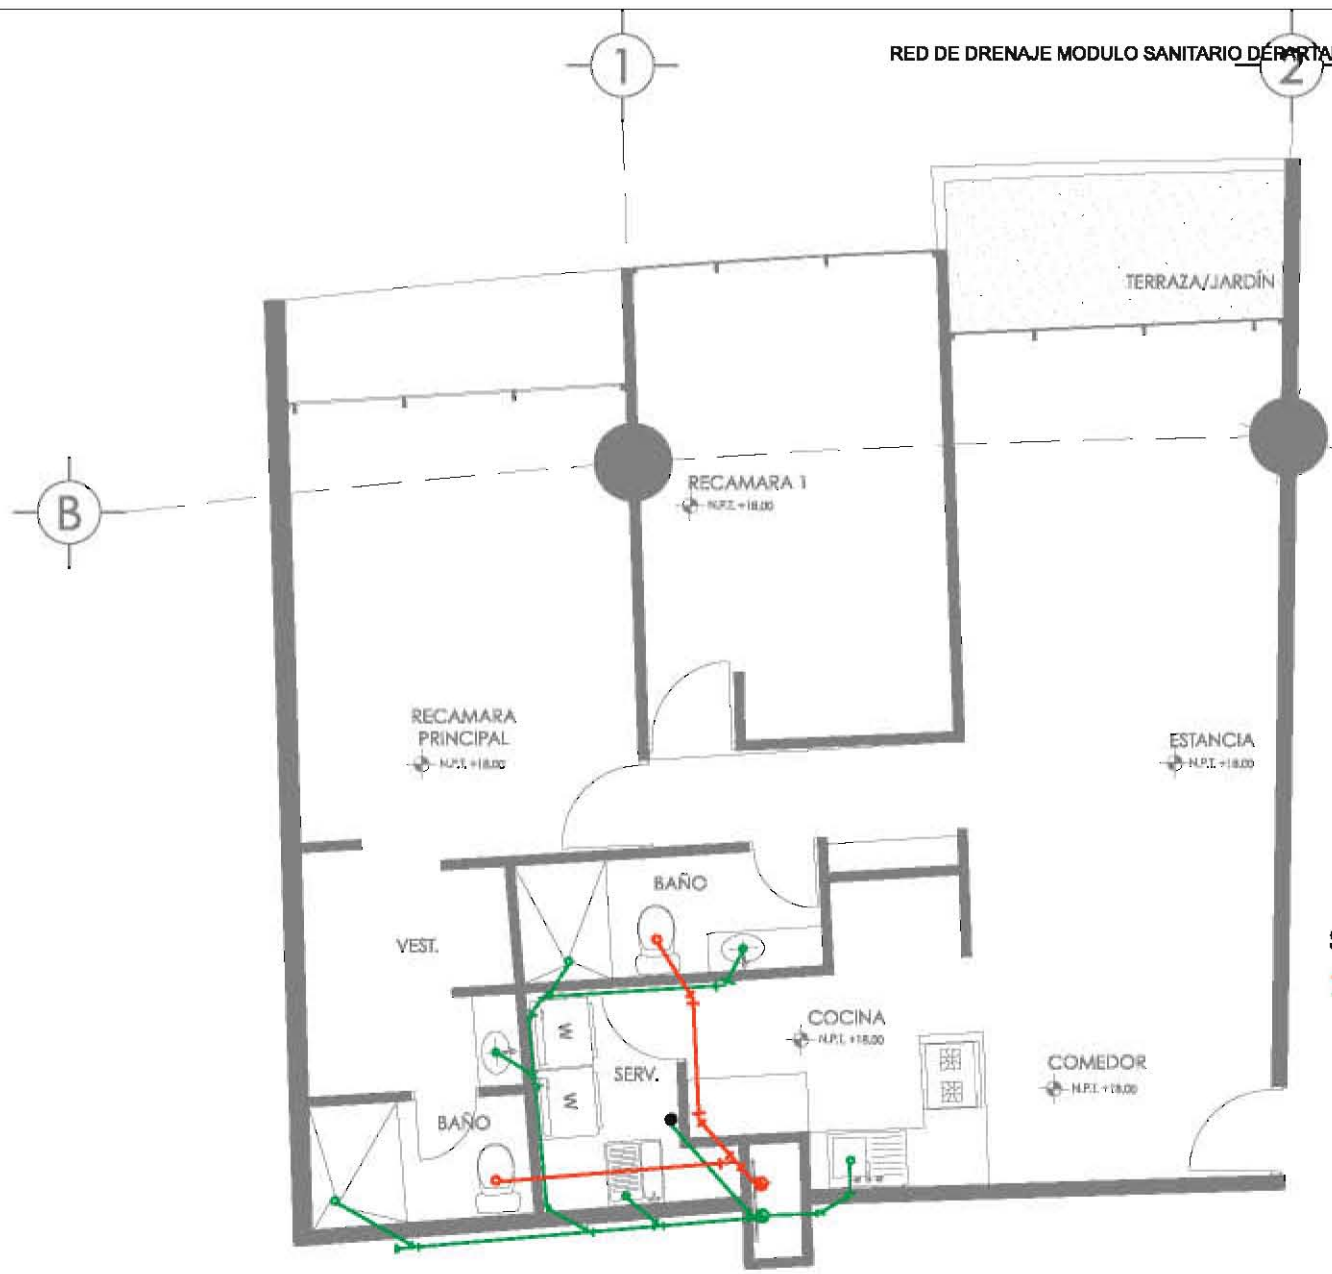 1
RED DE DRENAJE MODULO SANITARIO DEPARTA
2
TERRAZA/JARDÍN
B
RECAMARA 1
N.P.T. +18.00
RECAMARA
PRINCIPAL
N.P.T. +18.00
ESTANCIA
N.P.T. +18.00
BAÑO
VEST.
COCINA
N.P.T. +18.00
W
SERV.
COMEDOR
N.P.T. +18.00
W
BAÑO